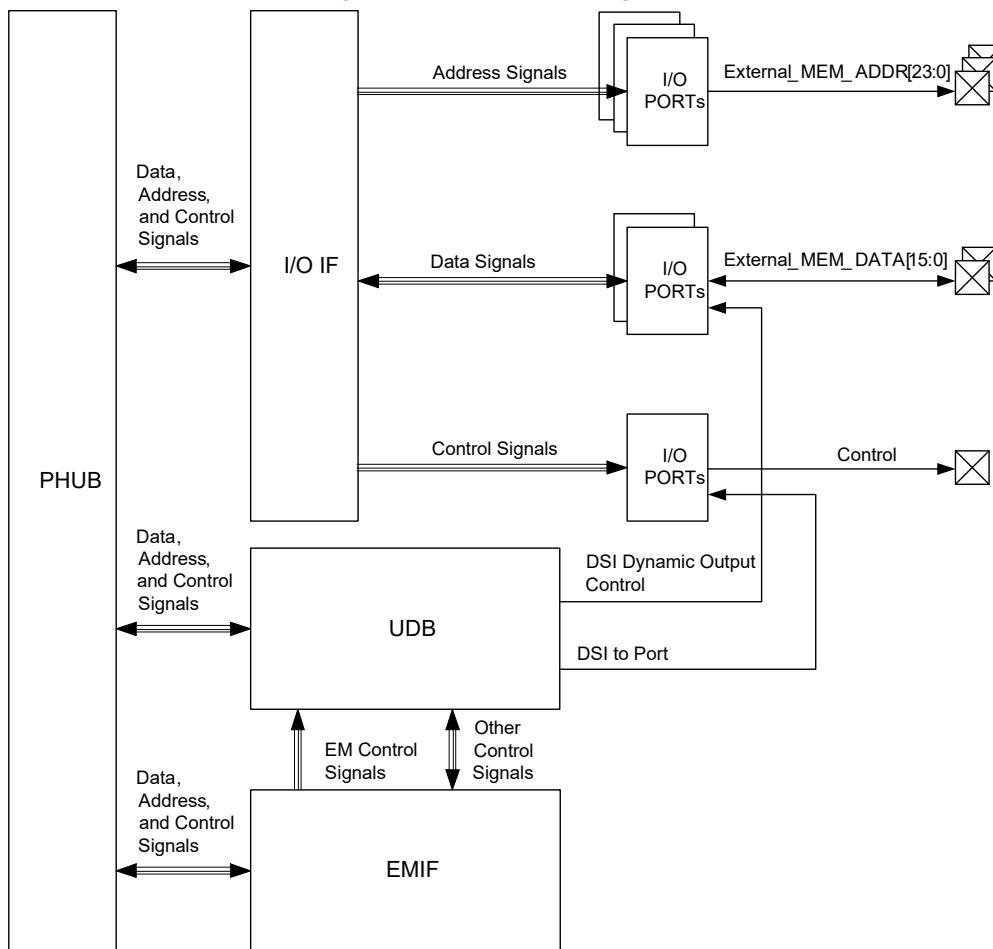 PHUB
Data,
Address,
and Control
Signals
I/O IF
Address Signals
I/O
PORTs
External_MEM_ADDR[23:0]
Data Signals
I/O
PORTs
External_MEM_DATA[15:0]
Control Signals
I/O
PORTs
Control
Data,
Address,
and Control
Signals
UDB
DSI Dynamic Output
Control
DSI to Port
EM Control
Signals
Other
Control
Signals
Data,
Address,
and Control
Signals
EMIF